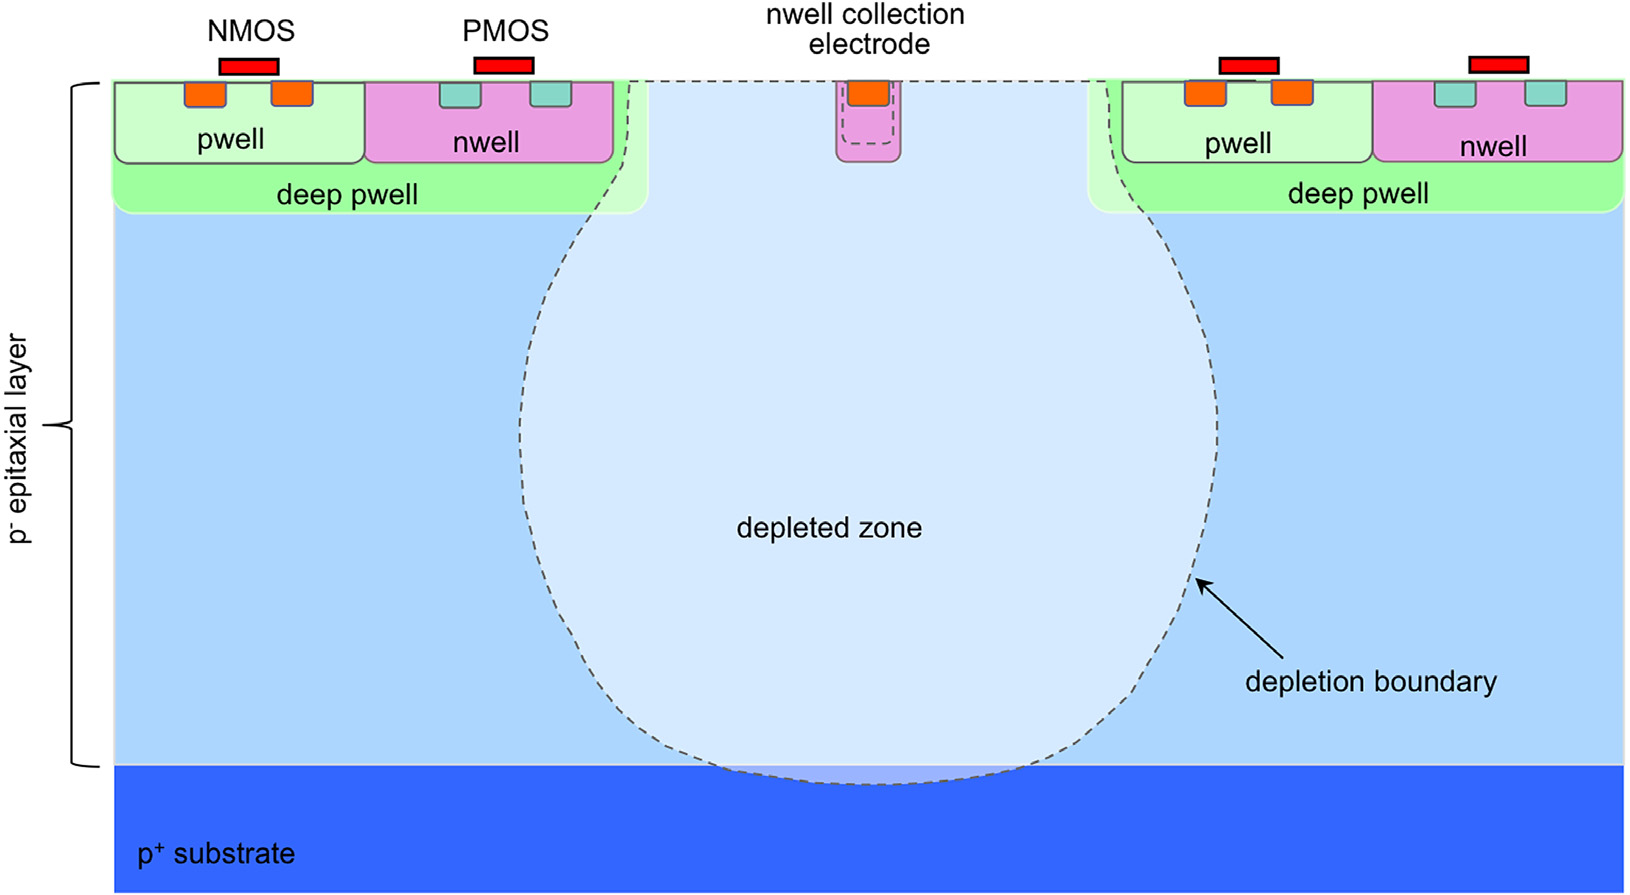 NMOS
PMOS
nwell collection
electrode
pwell
nwell
deep pwell
pwell
nwell
deep pwell
p⁻ epitaxial layer
depleted zone
depletion boundary
p⁺ substrate